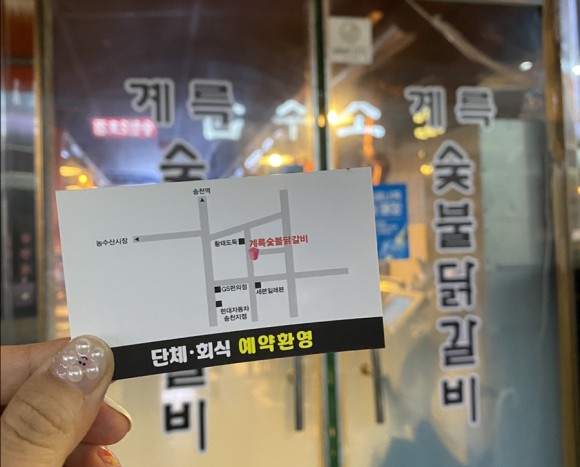 계륵
숯불닭갈비
계륵
갈비
송천역
농수산시장
황태도둑
계륵숯불닭갈비
GS편의점
세븐일레븐
현대자동차
송천지점
단체·회식 예약환영